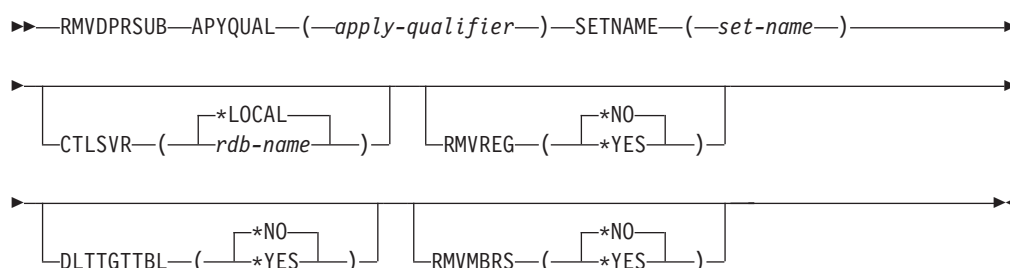 RMVDPRSUB APYQUAL ( apply-qualifier ) SETNAME ( set-name )
*LOCAL *NO
CTLSVR ( rdb-name ) RMVREG ( *YES )
*NO *NO
DLTTGTTBL ( *YES ) RMVMBRS ( *YES )